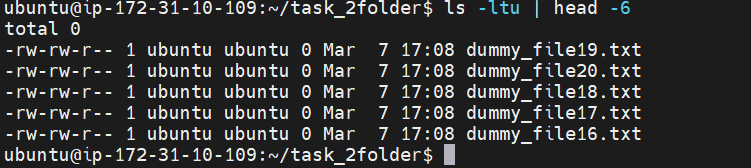 ubuntu@ip-172-31-10-109:~/task_2folder$ ls -ltu | head -6
total 0
-rw-rw-r-- 1 ubuntu ubuntu 0 Mar  7 17:08 dummy_file19.txt
-rw-rw-r-- 1 ubuntu ubuntu 0 Mar  7 17:08 dummy_file20.txt
-rw-rw-r-- 1 ubuntu ubuntu 0 Mar  7 17:08 dummy_file18.txt
-rw-rw-r-- 1 ubuntu ubuntu 0 Mar  7 17:08 dummy_file17.txt
-rw-rw-r-- 1 ubuntu ubuntu 0 Mar  7 17:08 dummy_file16.txt
ubuntu@ip-172-31-10-109:~/task_2folder$